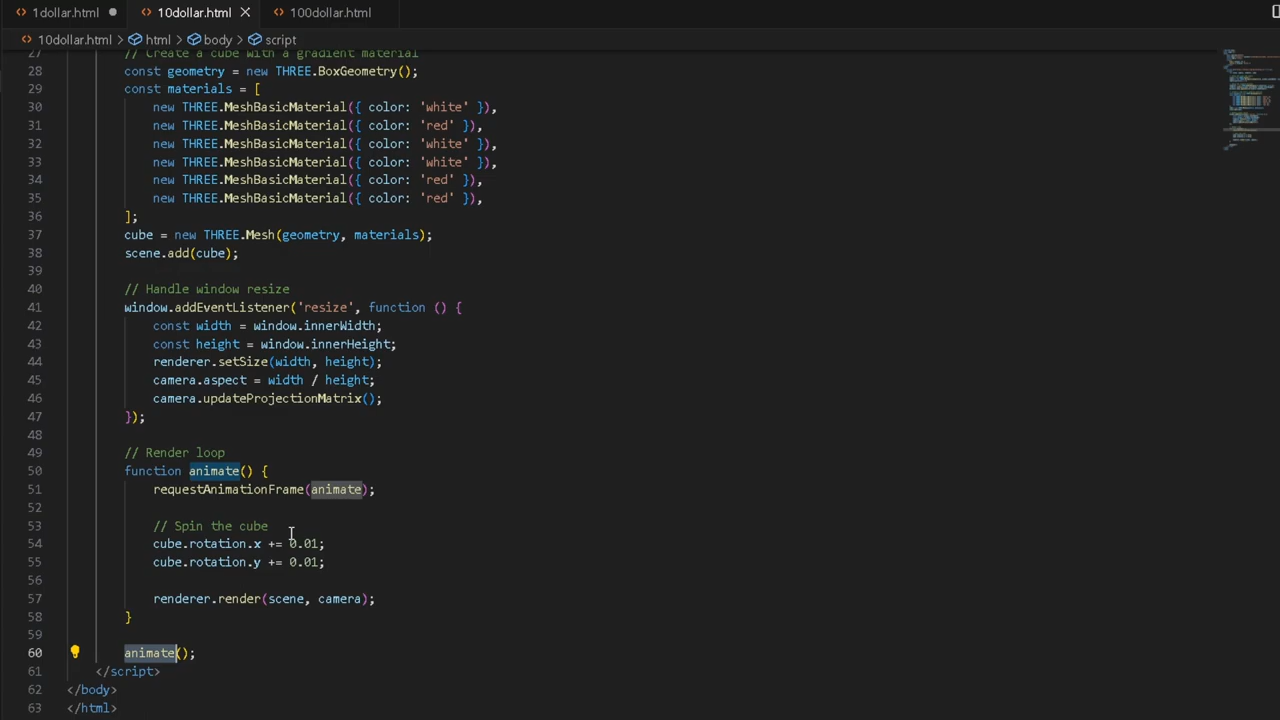 1dollar.html
10dollar.html
100dollar.html
10dollar.html > html > body > script
27 // Create a cube with a gradient material
28 const geometry = new THREE.BoxGeometry();
29 const materials = [
30 new THREE.MeshBasicMaterial({ color: 'white' }),
31 new THREE.MeshBasicMaterial({ color: 'red' }),
32 new THREE.MeshBasicMaterial({ color: 'white' }),
33 new THREE.MeshBasicMaterial({ color: 'white' }),
34 new THREE.MeshBasicMaterial({ color: 'red' }),
35 new THREE.MeshBasicMaterial({ color: 'red' }),
36 ];
37 cube = new THREE.Mesh(geometry, materials);
38 scene.add(cube);
39
40 // Handle window resize
41 window.addEventListener('resize', function () {
42 const width = window.innerWidth;
43 const height = window.innerHeight;
44 renderer.setSize(width, height);
45 camera.aspect = width / height;
46 camera.updateProjectionMatrix();
47 });
48
49 // Render loop
50 function animate() {
51 requestAnimationFrame(animate);
52
53 // Spin the cube
54 cube.rotation.x += 0.01;
55 cube.rotation.y += 0.01;
56
57 renderer.render(scene, camera);
58 }
59
60 animate();
61 </script>
62 </body>
63 </html>